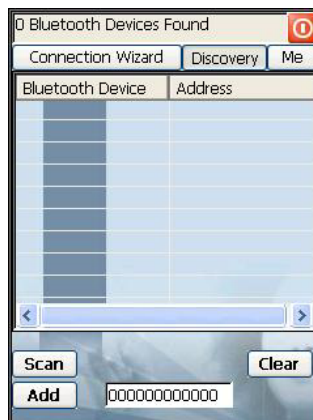 0 Bluetooth Devices Found
Connection Wizard Discovery Me
Bluetooth Device Address
Scan Clear
Add 000000000000